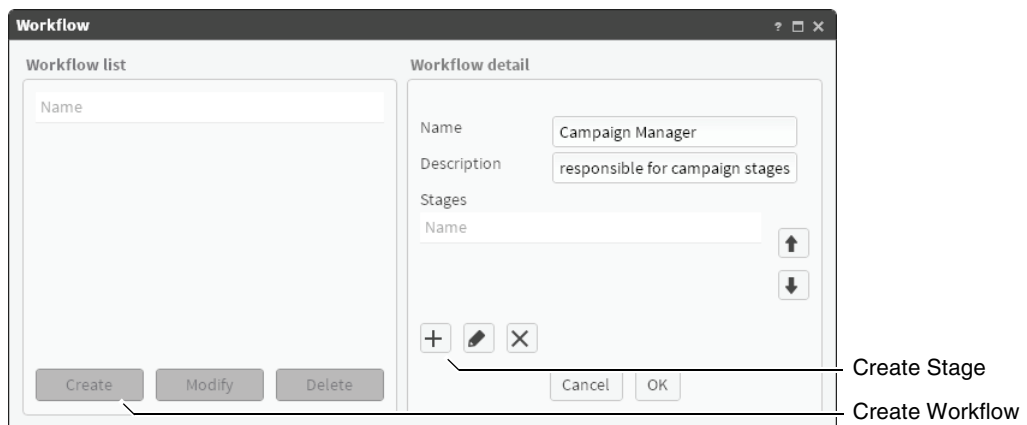 Workflow
?
Workflow list
Name
Create Modify Delete
Workflow detail
Name Campaign Manager
Description responsible for campaign stages
Stages
Name
Cancel OK
Create Stage
Create Workflow